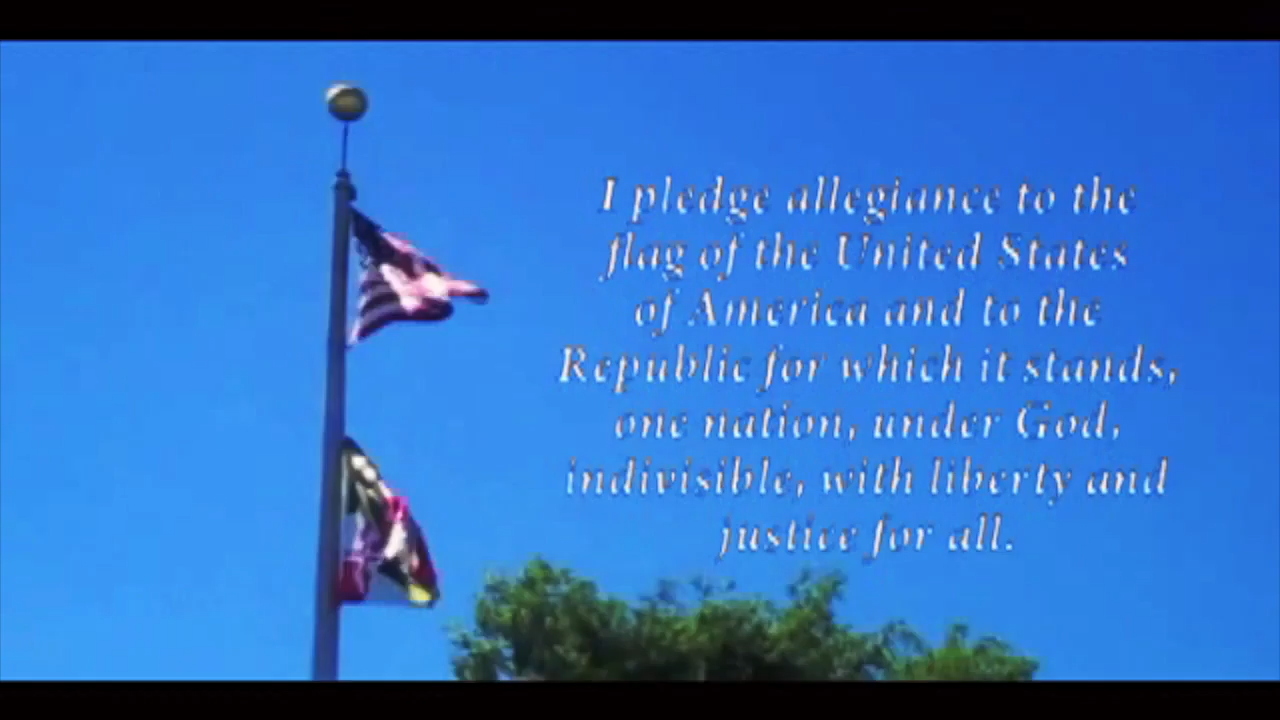 I pledge allegiance to the
flag of the United States
of America and to the
Republic for which it stands,
one nation, under God,
indivisible, with liberty and
justice for all.